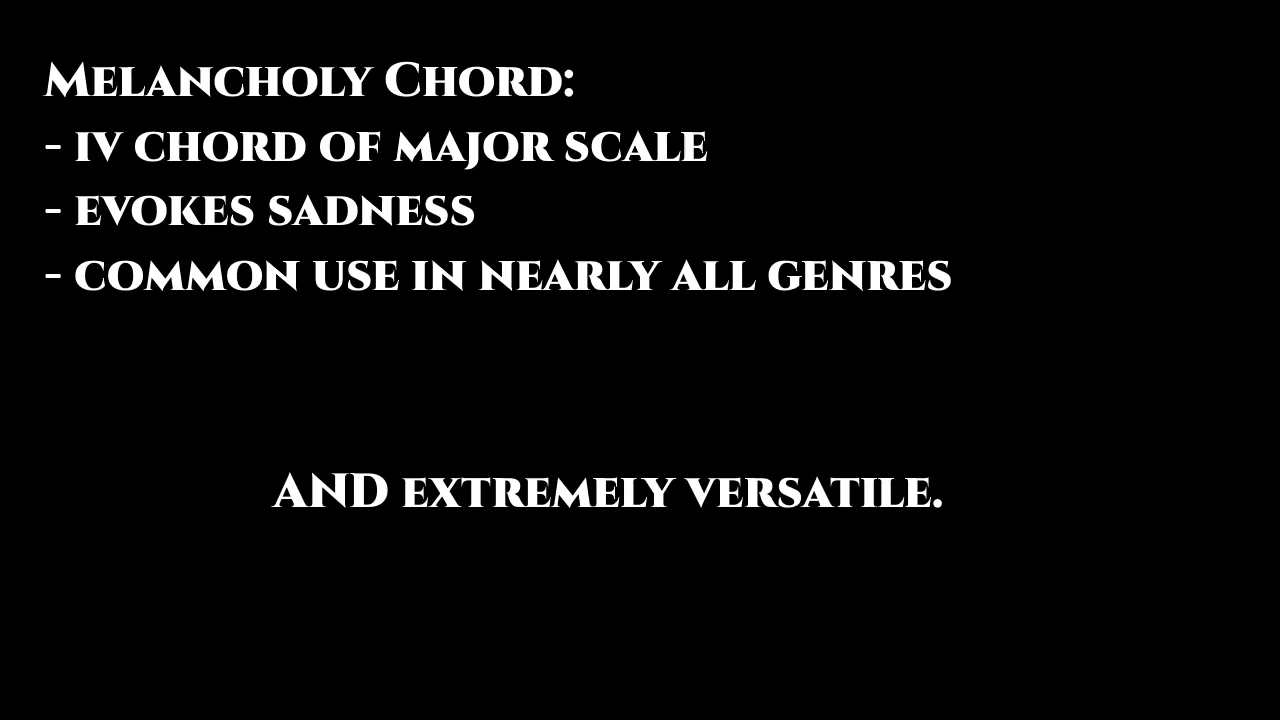 Melancholy Chord:
- iv chord of major scale
- evokes sadness
- common use in nearly all genres
AND extremely versatile.